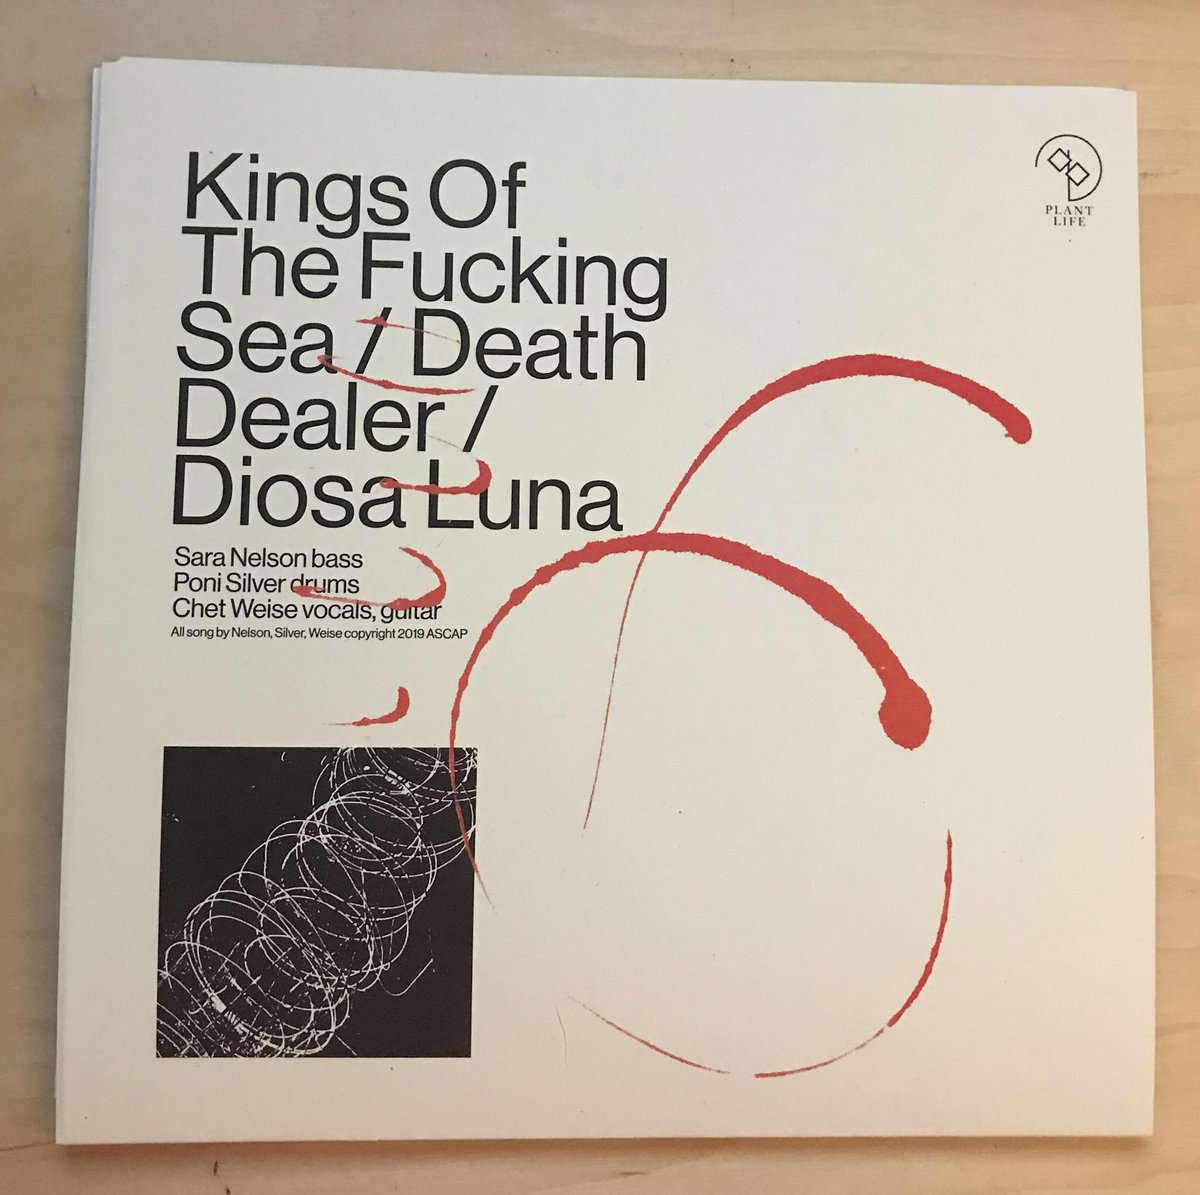 Kings Of
The Fucking
Sea / Death
Dealer /
Diosa Luna
Sara Nelson bass
Poni Silver drums
Chet Weise vocals, guitar
All song by Nelson, Silver, Weise copyright 2019 ASCAP
PLANT
LIFE